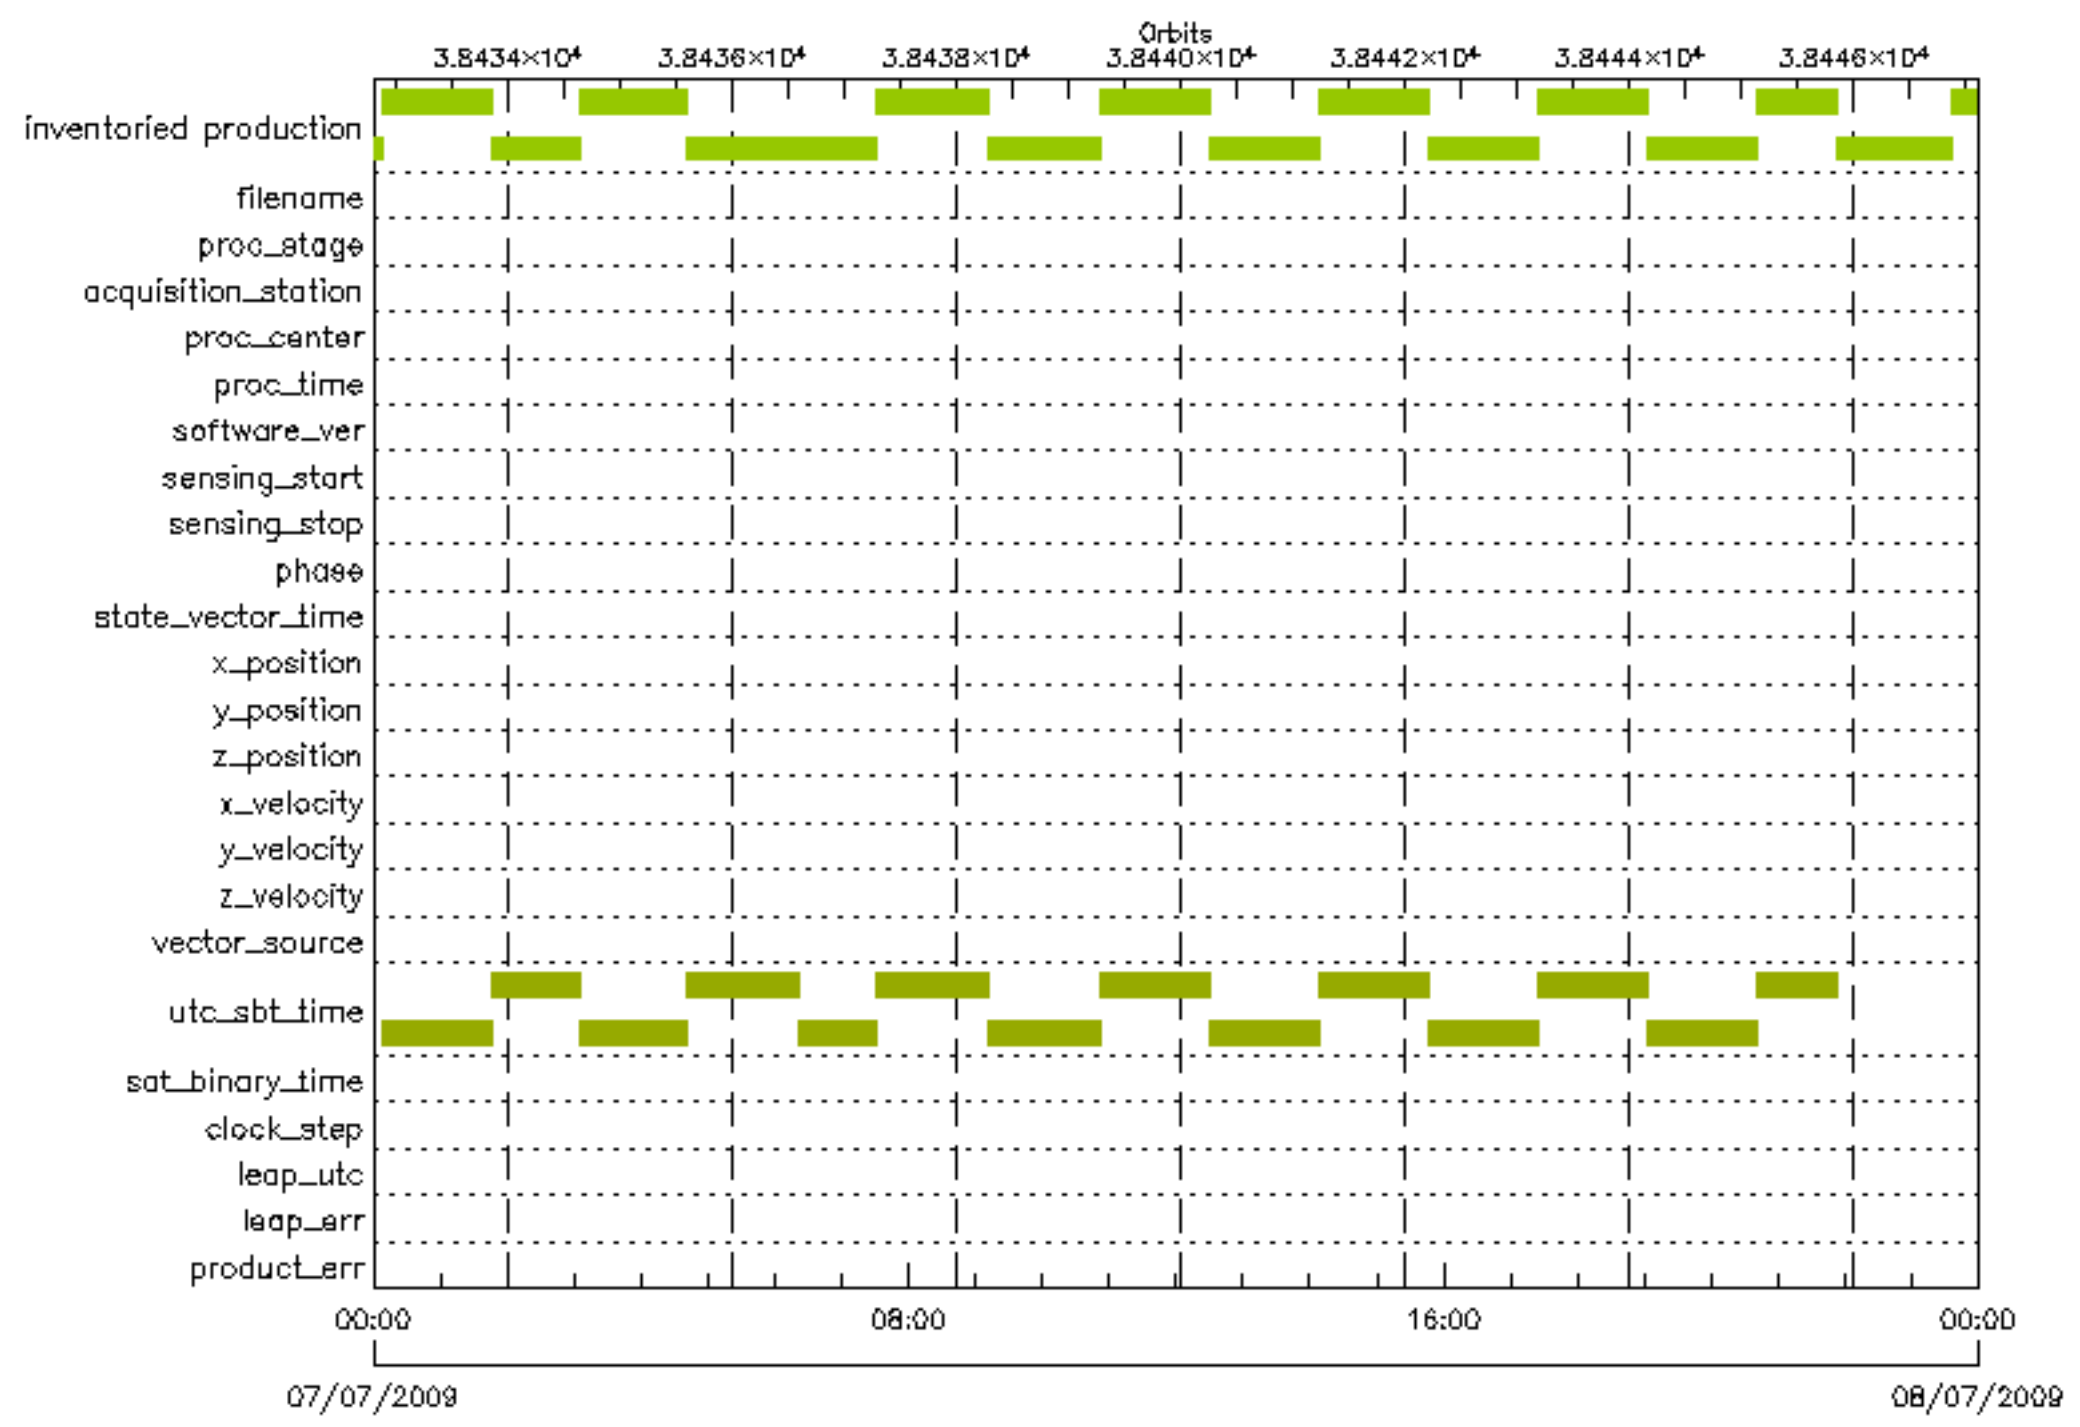 Orbits
3.8434×10⁴ 3.8436×10⁴ 3.8438×10⁴ 3.8440×10⁴ 3.8442×10⁴ 3.8444×10⁴ 3.8446×10⁴
inventoried production
filename
proc_stage
acquisition_station
proc_center
proc_time
software_ver
sensing_start
sensing_stop
phase
state_vector_time
x_position
y_position
z_position
x_velocity
y_velocity
z_velocity
vector_source
utc_sbt_time
sat_binary_time
clock_step
leap_utc
leap_err
product_err
00:00 08:00 16:00 00:00
07/07/2009 08/07/2009